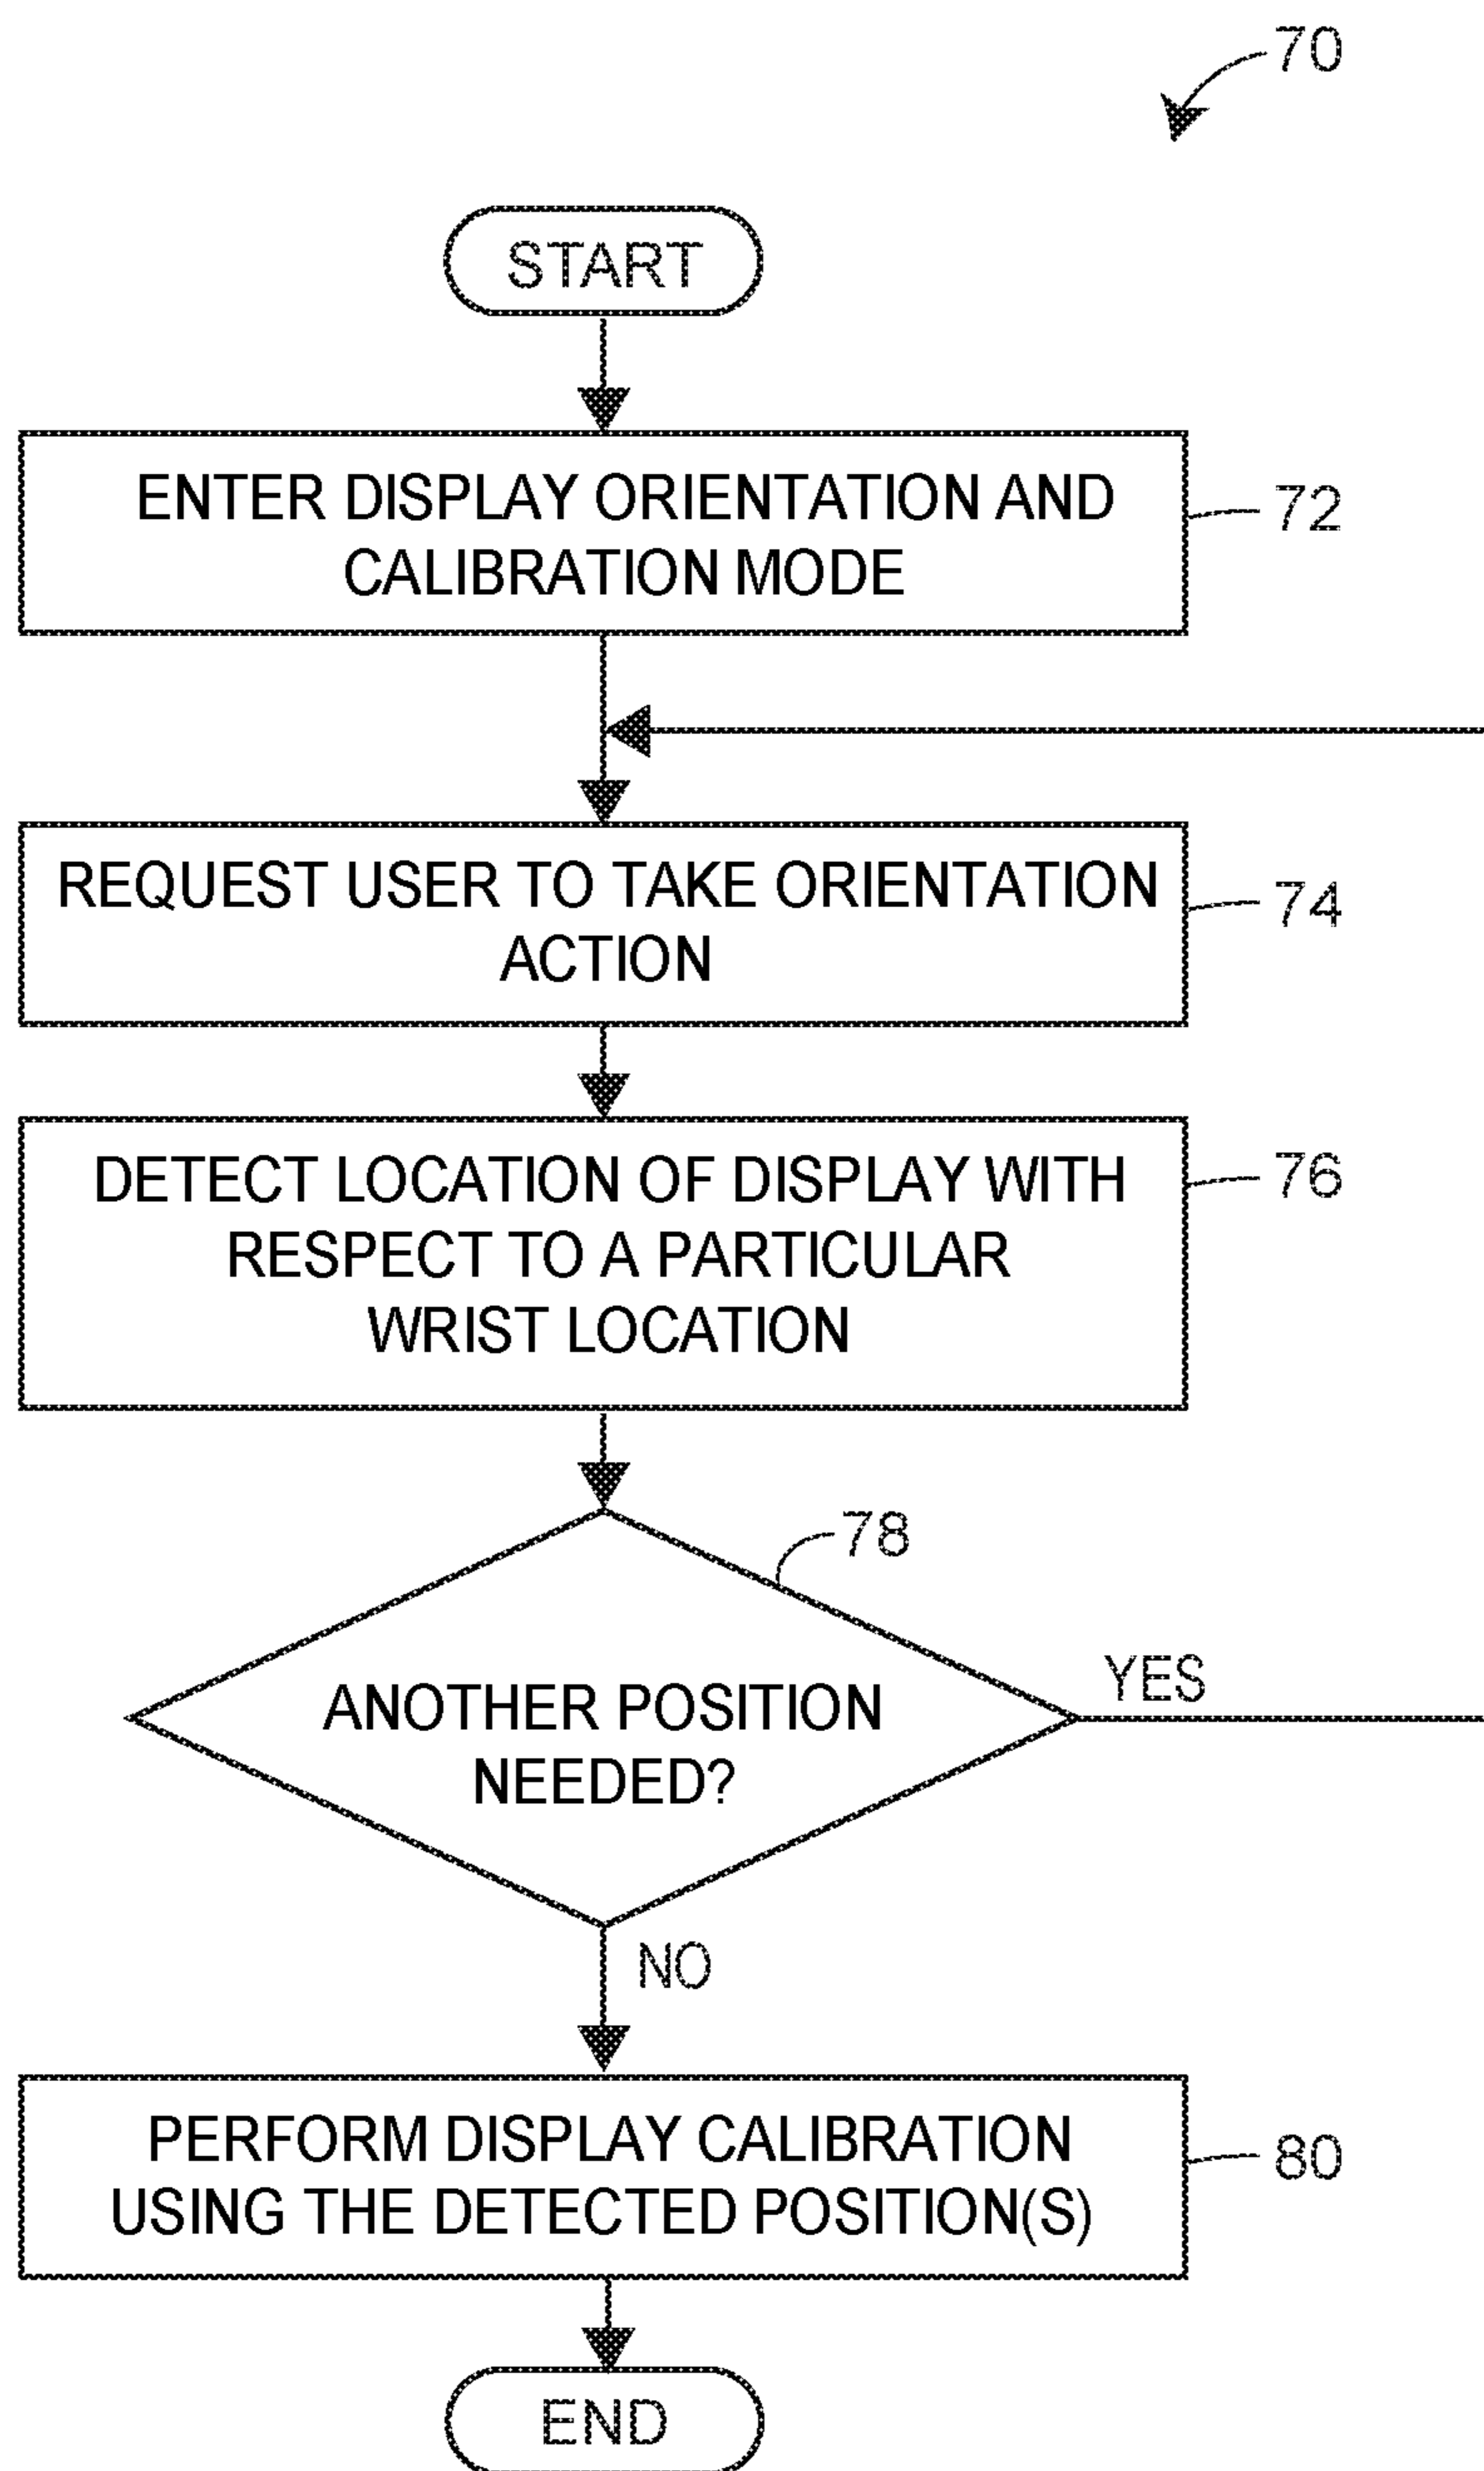 70
START
ENTER DISPLAY ORIENTATION AND
CALIBRATION MODE
72
REQUEST USER TO TAKE ORIENTATION
ACTION
74
DETECT LOCATION OF DISPLAY WITH
RESPECT TO A PARTICULAR
WRIST LOCATION
76
78
ANOTHER POSITION
NEEDED?
YES
NO
PERFORM DISPLAY CALIBRATION
USING THE DETECTED POSITION(S)
80
END